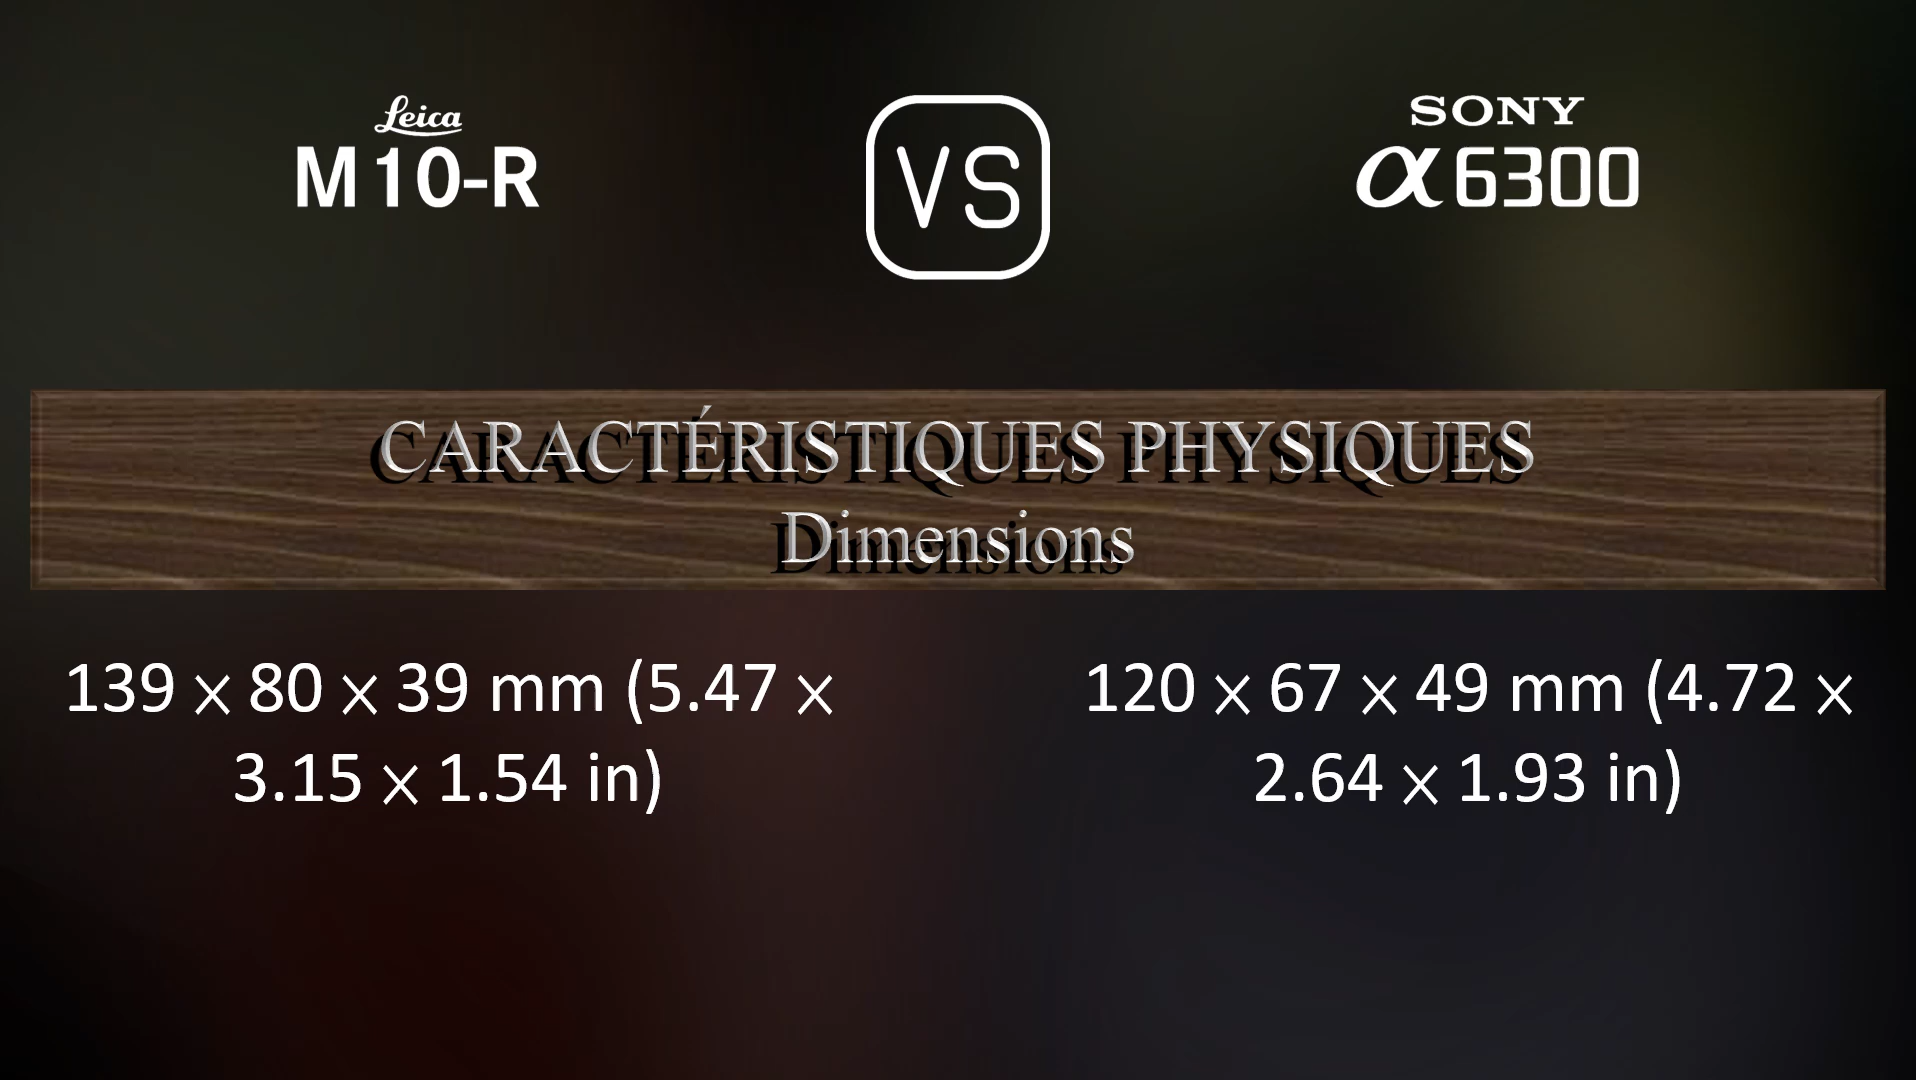 Leica
M10-R
VS
SONY
α6300
CARACTÉRISTIQUES PHYSIQUES
Dimensions
139 x 80 x 39 mm (5.47 x
3.15 x 1.54 in)
120 x 67 x 49 mm (4.72 x
2.64 x 1.93 in)